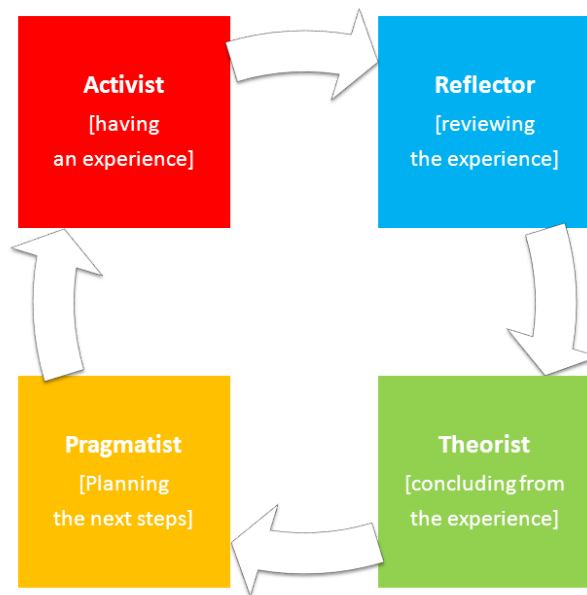 Activist
[having
an experience]
Reflector
[reviewing
the experience]
Pragmatist
[Planning
the next steps]
Theorist
[concluding from
the experience]